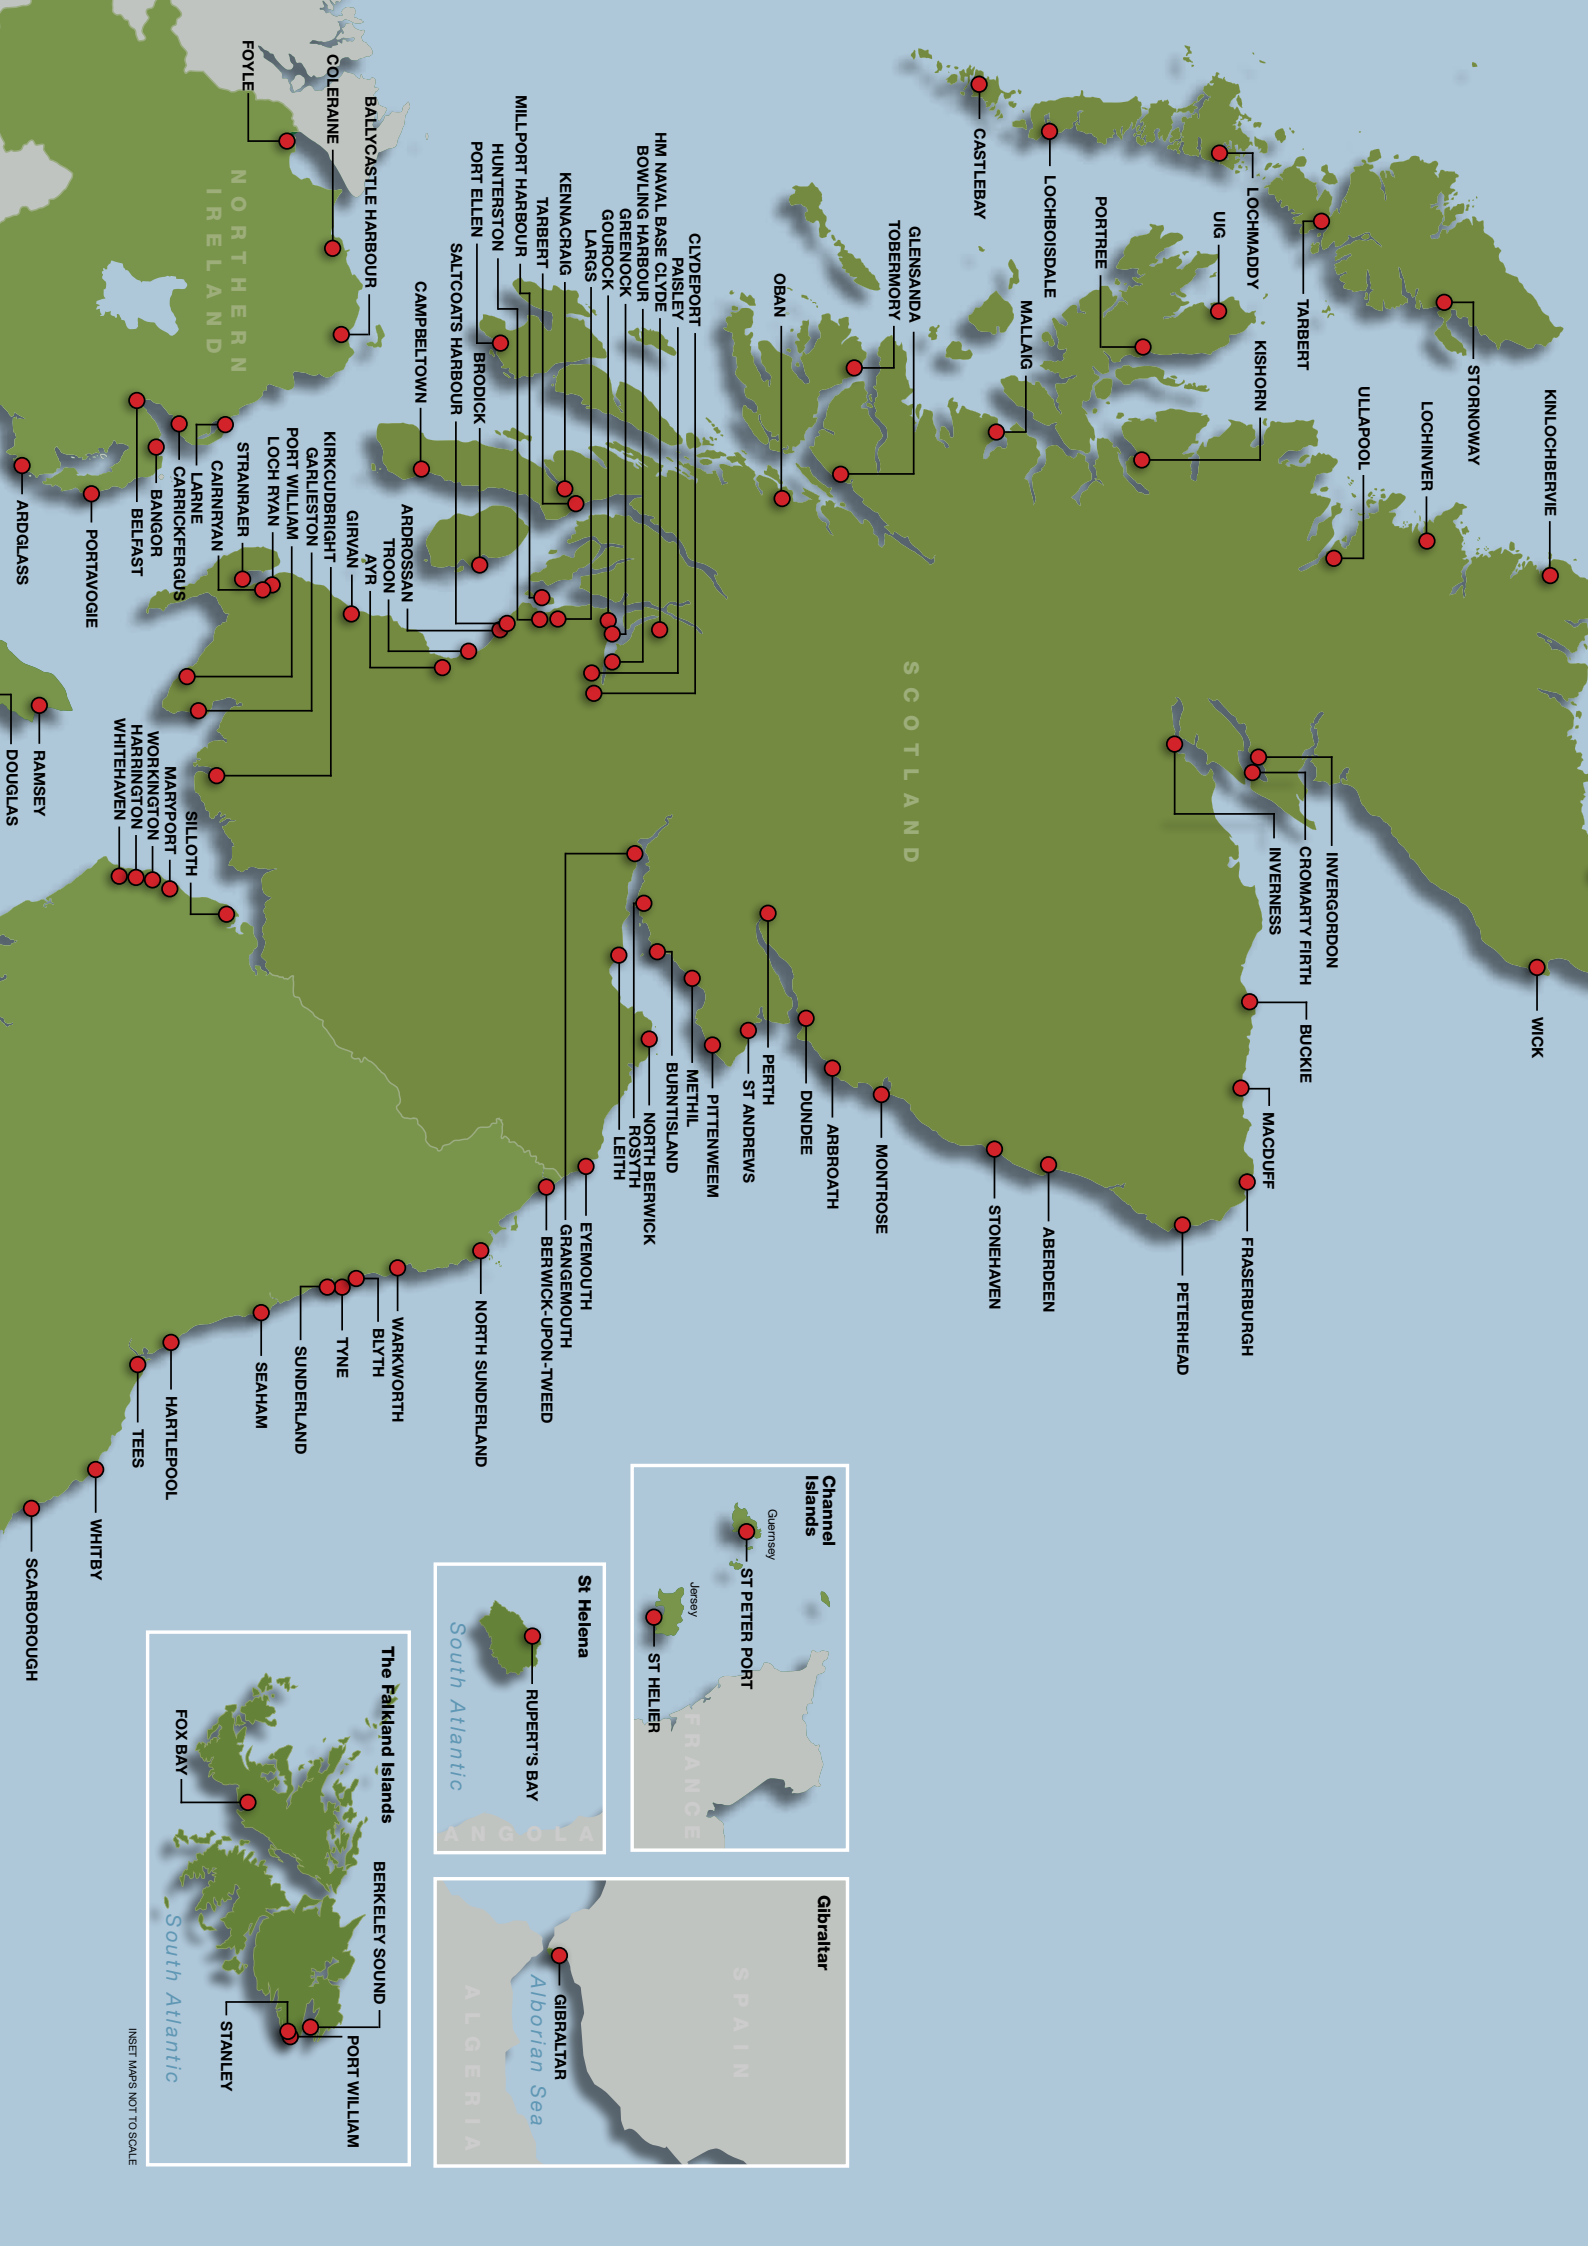 KINLOCHBERVIE
STORNOWAY
LOCHINVER
ULLAPOOL
TARBERT
LOCHMADDY
UIG
KISHORN
PORTREE
LOCHBOISDALE
MALLAIG
CASTLEBAY
GLENSANDA
TOBERMORY
OBAN
CLYDEPORT
PAISLEY
HM NAVAL BASE CLYDE
BOWLING HARBOUR
GREENOCK
GOUROCK
LARGS
KENNACRAIG
TARBERT
MILLPORT HARBOUR
HUNTERSTON
PORT ELLEN
BRODICK
SALTCOATS HARBOUR
CAMPBELTOWN
ARDROSSAN
TROON
AYR
GIRVAN
KIRKCUDBRIGHT
GARLIESTON
PORT WILLIAM
LOCH RYAN
STRANRAER
CAIRNRYAN
BALLYCASTLE HARBOUR
COLERAINE
FOYLE
NORTHERN
IRELAND
LARNE
CARRICKFERGUS
BANGOR
BELFAST
PORTAVOGIE
ARDGLASS
RAMSEY
DOUGLAS
SILLOTH
MARYPORT
WORKINGTON
HARRINGTON
WHITEHAVEN
SCOTLAND
WICK
INVERGORDON
CROMARTY FIRTH
INVERNESS
BUCKIE
MACDUFF
FRASERBURGH
PETERHEAD
ABERDEEN
STONEHAVEN
MONTROSE
ARBROATH
DUNDEE
PERTH
ST ANDREWS
PITTENWEEM
METHIL
BURNTISLAND
NORTH BERWICK
ROSYTH
LEITH
EYEMOUTH
GRANGEMOUTH
BERWICK-UPON-TWEED
NORTH SUNDERLAND
WARKWORTH
BLYTH
TYNE
SUNDERLAND
SEAHAM
HARTLEPOOL
TEES
WHITBY
SCARBOROUGH
Channel
Islands
Guernsey
ST PETER PORT
Jersey
ST HELIER
FRANCE
St Helena
RUPERT'S BAY
South Atlantic
ANGOLA
Gibraltar
SPAIN
GIBRALTAR
Alborian Sea
ALGERIA
The Falkland Islands
BERKELEY SOUND
PORT WILLIAM
FOX BAY
STANLEY
South Atlantic
INSET MAPS NOT TO SCALE